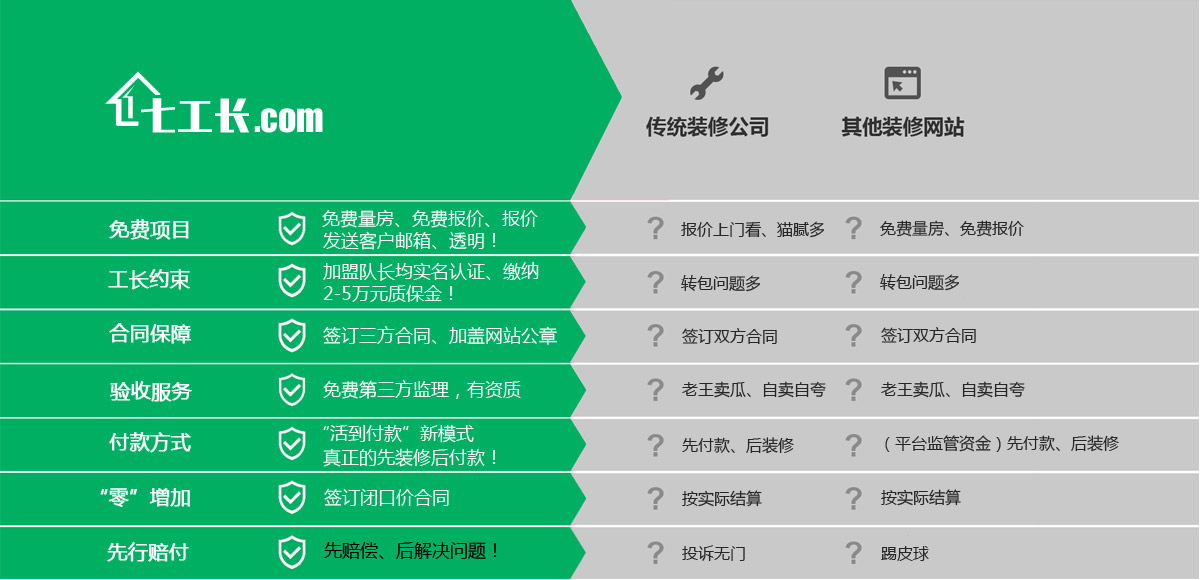 七工长.com
传统装修公司
其他装修网站
免费项目
免费量房、免费报价、报价
发送客户邮箱、透明！
报价上门看、猫腻多
免费量房、免费报价
工长约束
加盟队长均实名认证、缴纳
2-5万元质保金！
转包问题多
转包问题多
合同保障
签订三方合同、加盖网站公章
签订双方合同
签订双方合同
验收服务
免费第三方监理，有资质
老王卖瓜、自卖自夸
老王卖瓜、自卖自夸
付款方式
“活到付款”新模式
真正的先装修后付款！
先付款、后装修
（平台监管资金）先付款、后装修
“零”增加
签订闭口价合同
按实际结算
按实际结算
先行赔付
先赔偿、后解决问题！
投诉无门
踢皮球